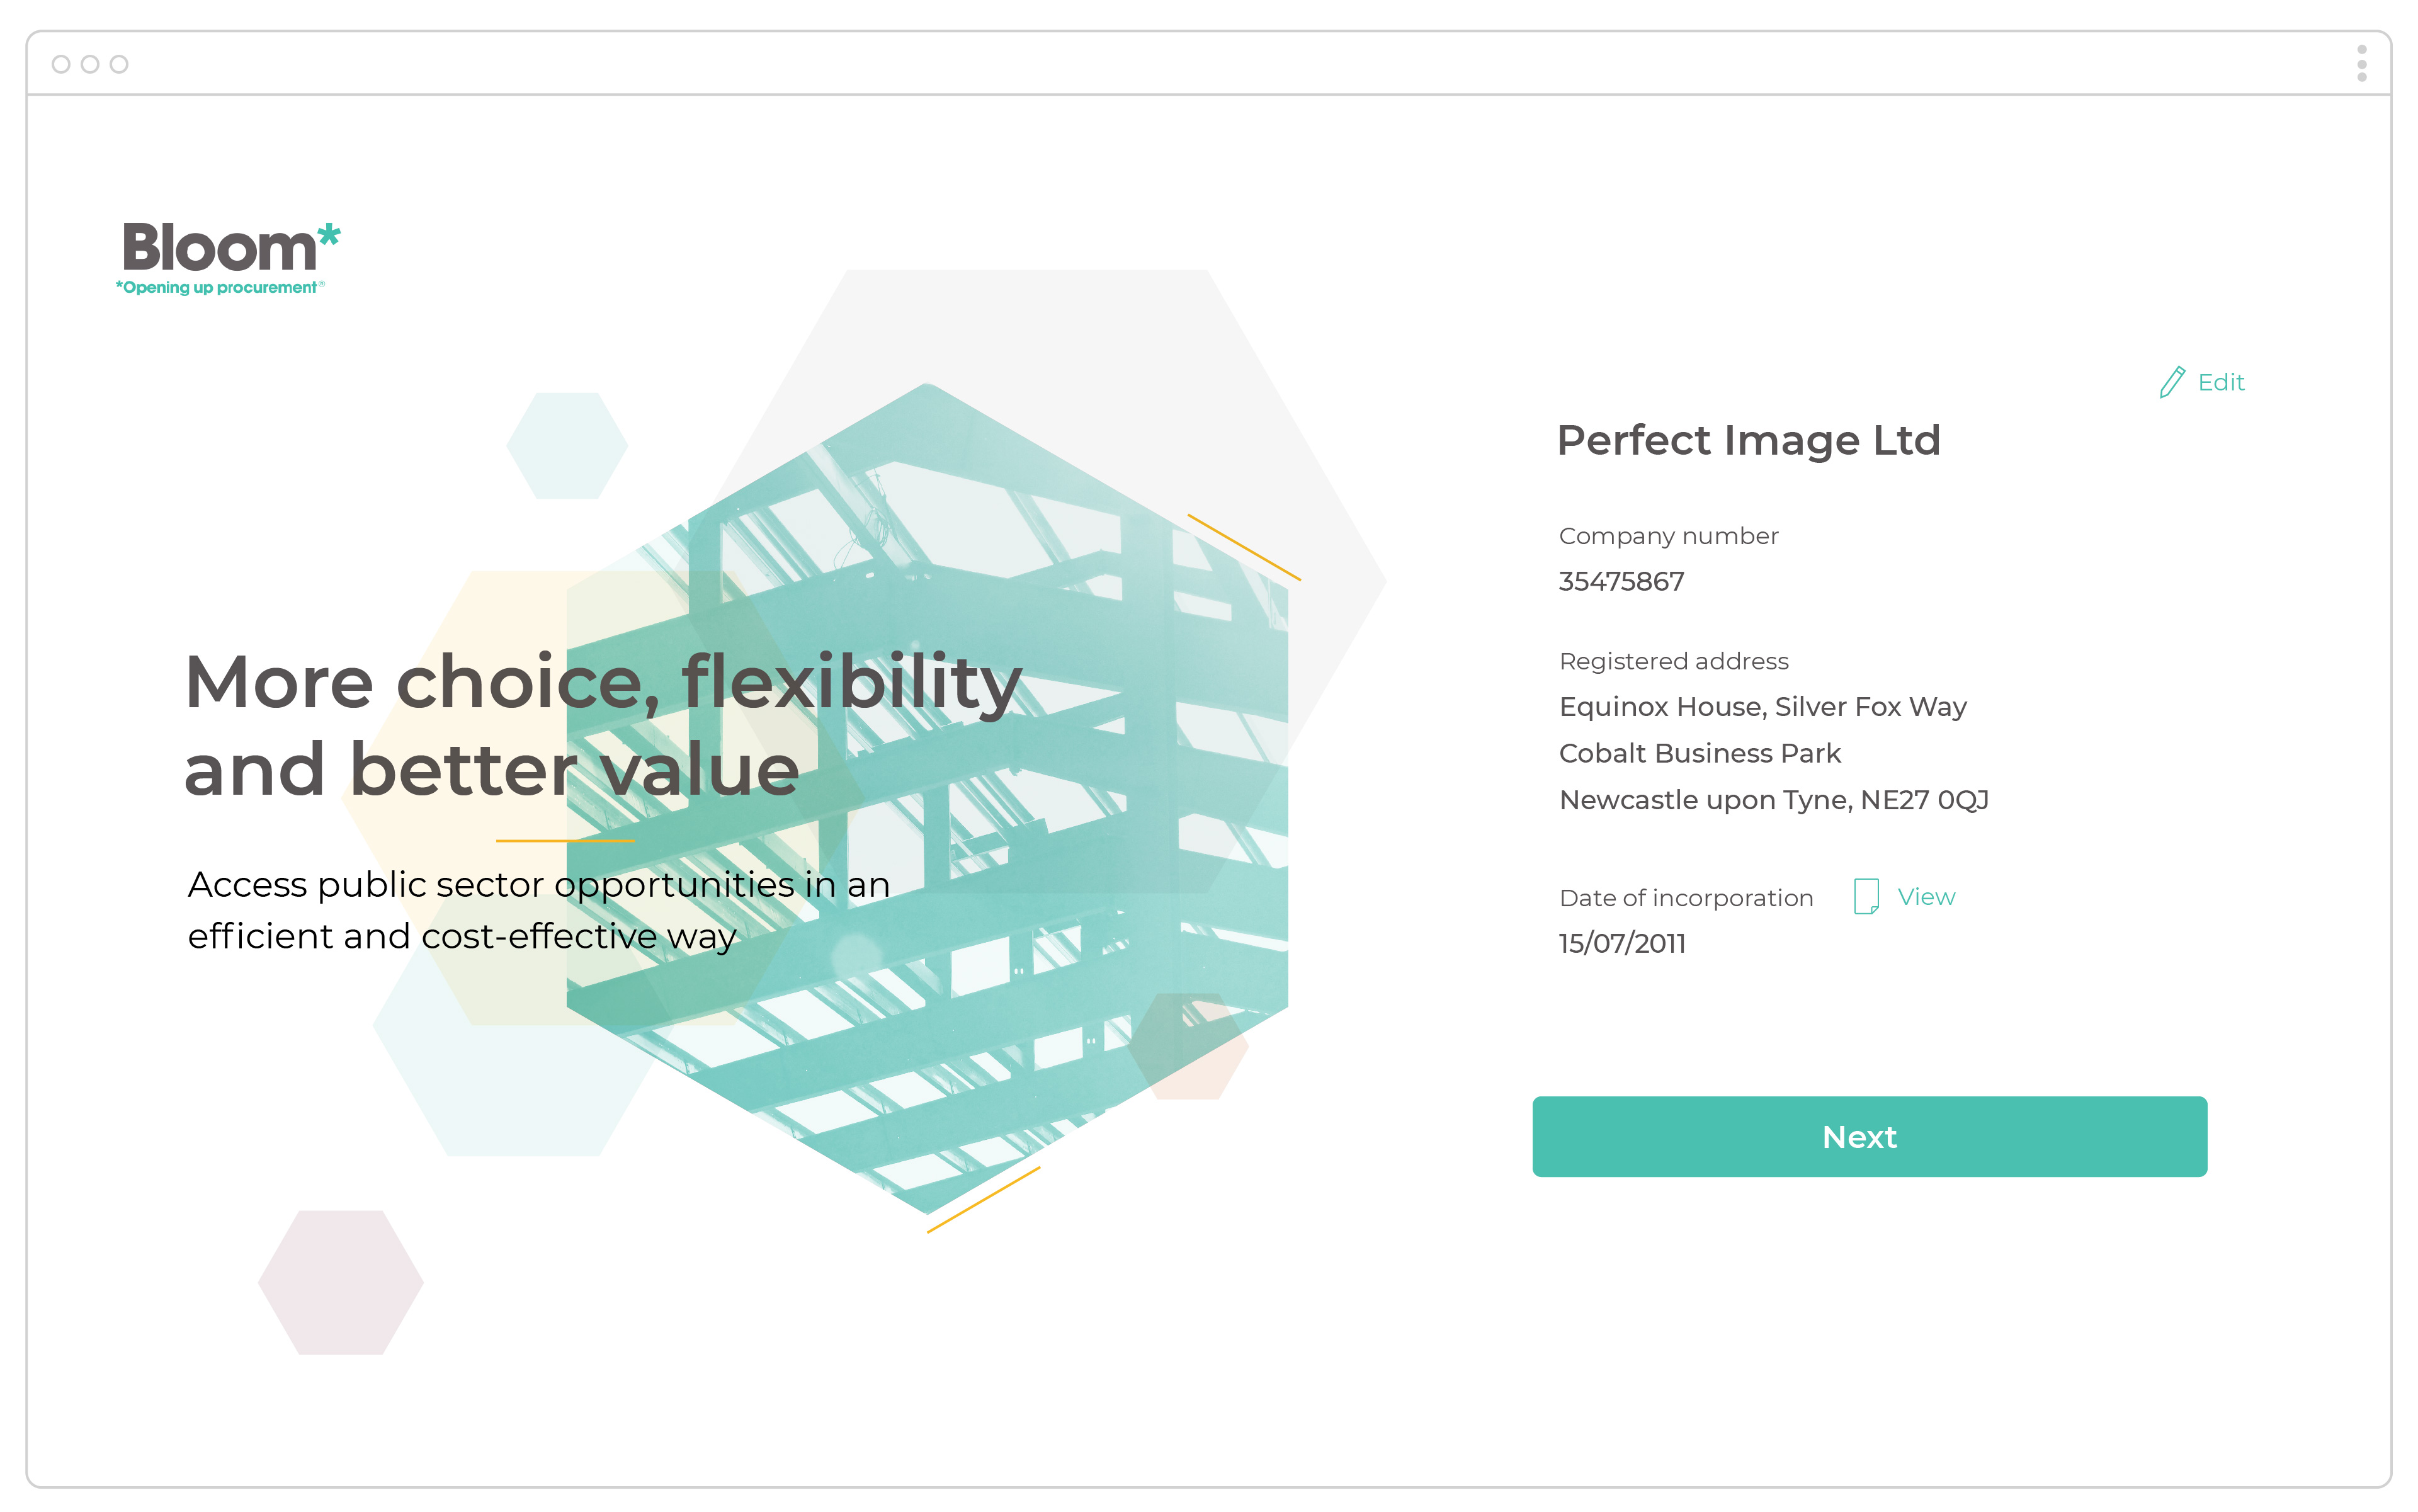 Bloom*
*Opening up procurement®
More choice, flexibility
and better value
Access public sector opportunities in an
efficient and cost-effective way
Edit
Perfect Image Ltd
Company number
35475867
Registered address
Equinox House, Silver Fox Way
Cobalt Business Park
Newcastle upon Tyne, NE27 0QJ
Date of incorporation View
15/07/2011
Next